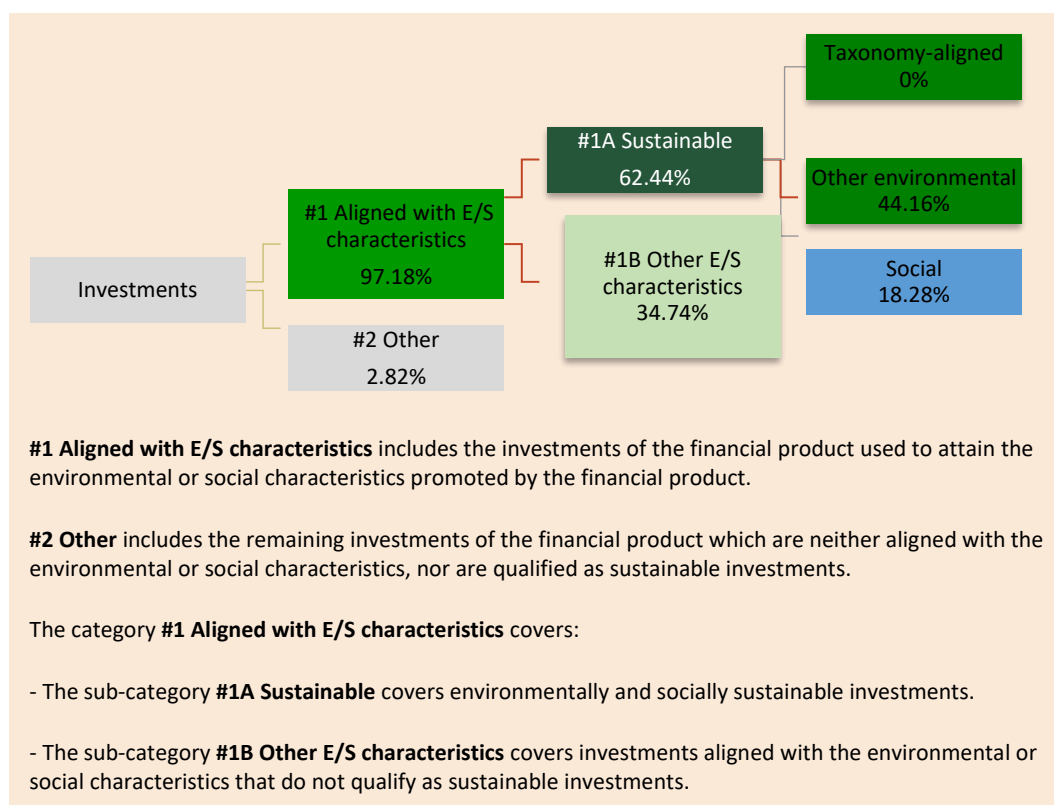 Taxonomy-aligned
0%
#1A Sustainable
62.44%
Other environmental
44.16%
#1 Aligned with E/S
characteristics
97.18%
#1B Other E/S
characteristics
34.74%
Social
18.28%
Investments
#2 Other
2.82%
#1 Aligned with E/S characteristics includes the investments of the financial product used to attain the
environmental or social characteristics promoted by the financial product.
#2 Other includes the remaining investments of the financial product which are neither aligned with the
environmental or social characteristics, nor are qualified as sustainable investments.
The category #1 Aligned with E/S characteristics covers:
- The sub-category #1A Sustainable covers environmentally and socially sustainable investments.
- The sub-category #1B Other E/S characteristics covers investments aligned with the environmental or
social characteristics that do not qualify as sustainable investments.